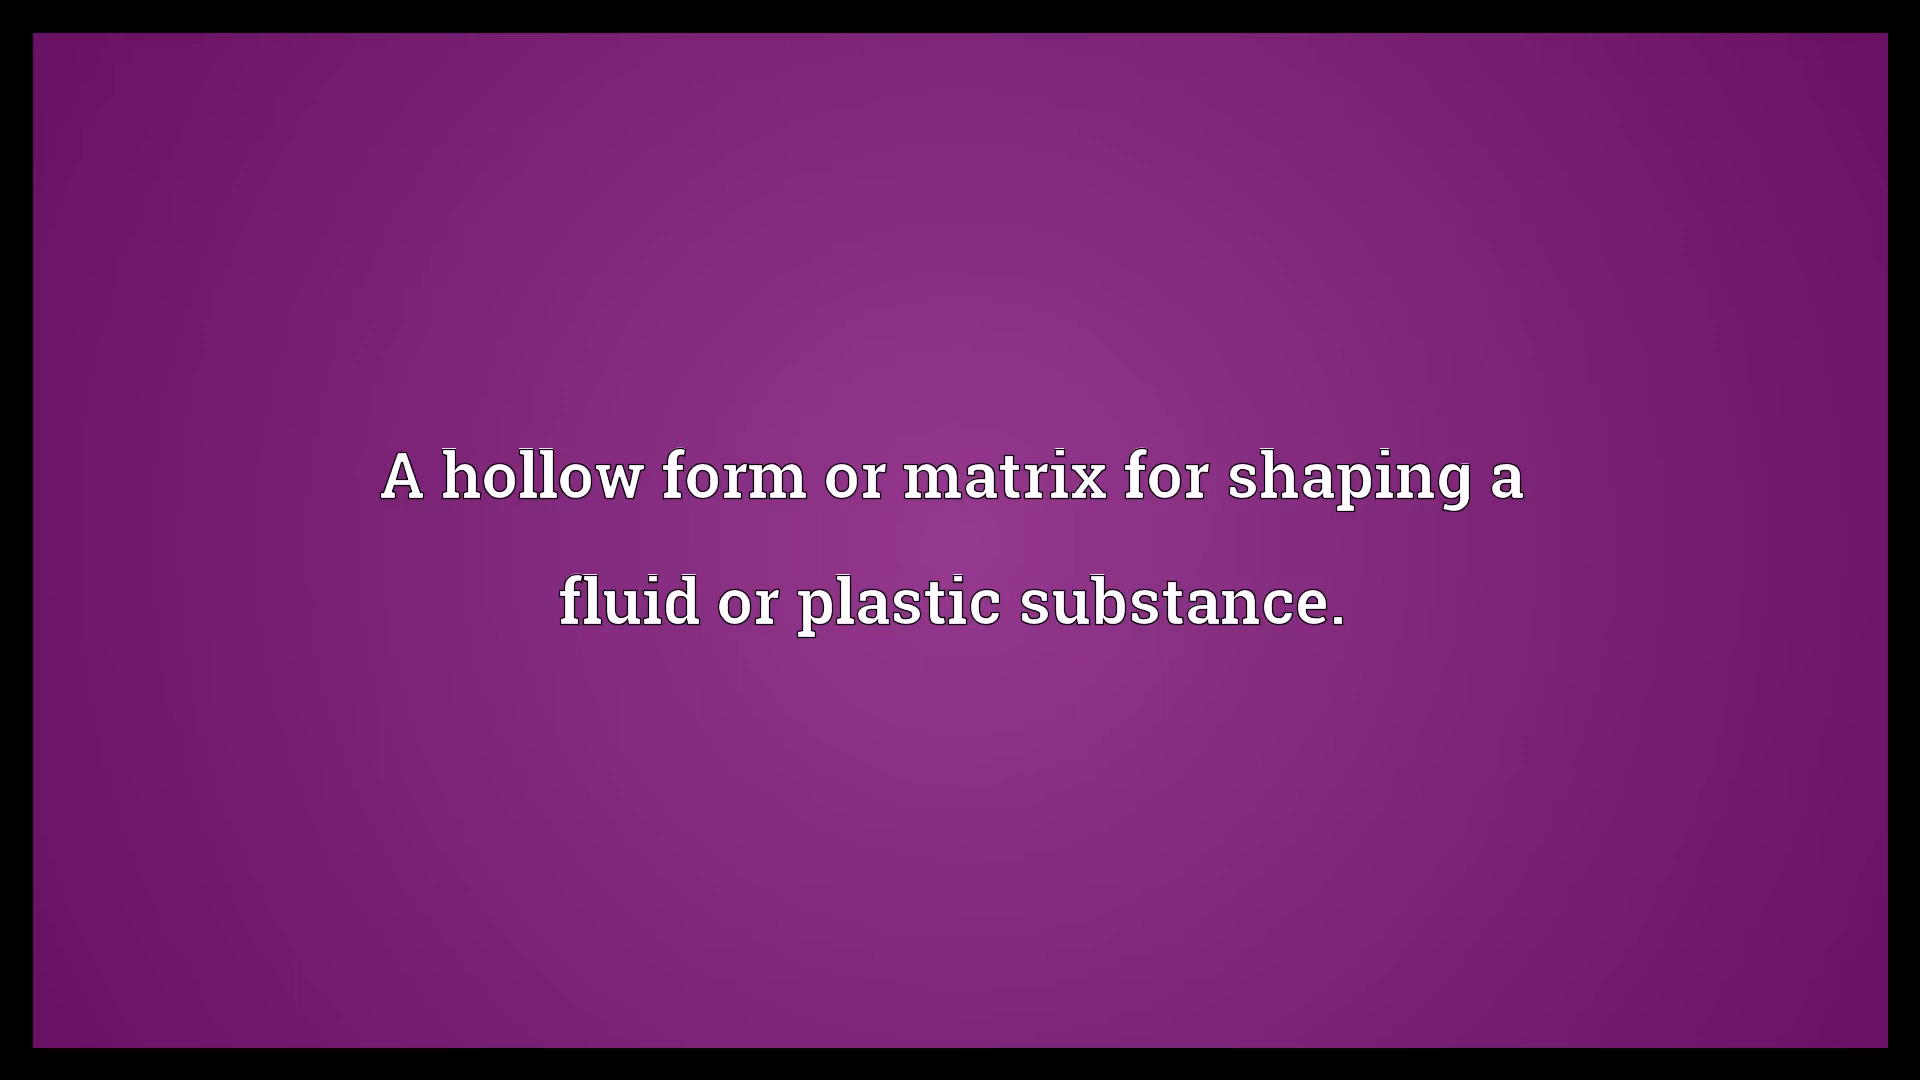 A hollow form or matrix for shaping a
fluid or plastic substance.